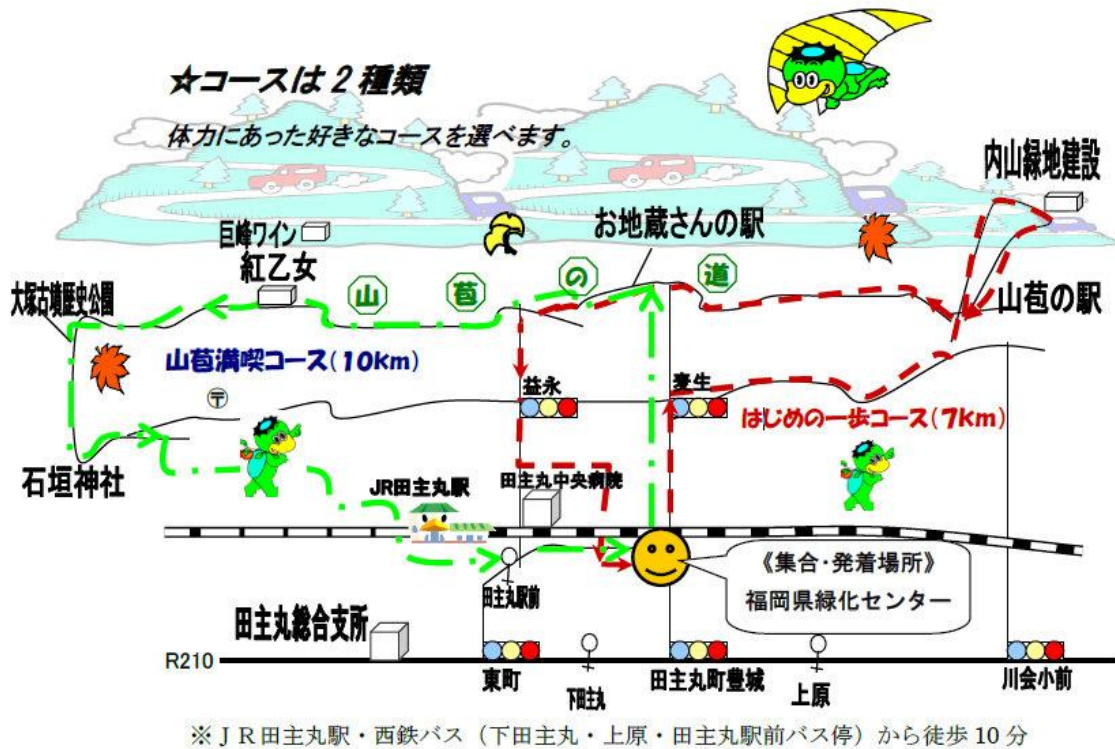 ☆コースは2種類
体力にあった好きなコースを選べます。
内山緑地建設
巨峰ワイン
紅乙女
お地蔵さんの駅
山苞の道
大塚古墳歴史公園
山苞の駅
山苞満喫コース(10Km)
益永
麦生
〒
はじめの一歩コース(7Km)
石垣神社
JR田主丸駅
田主丸中央病院
《集合・発着場所》
福岡県緑化センター
田主丸駅前
田主丸総合支所
R210
東町
下田主丸
田主丸町豊城
上原
川会小前
※JR田主丸駅・西鉄バス（下田主丸・上原・田主丸駅前バス停）から徒歩10分